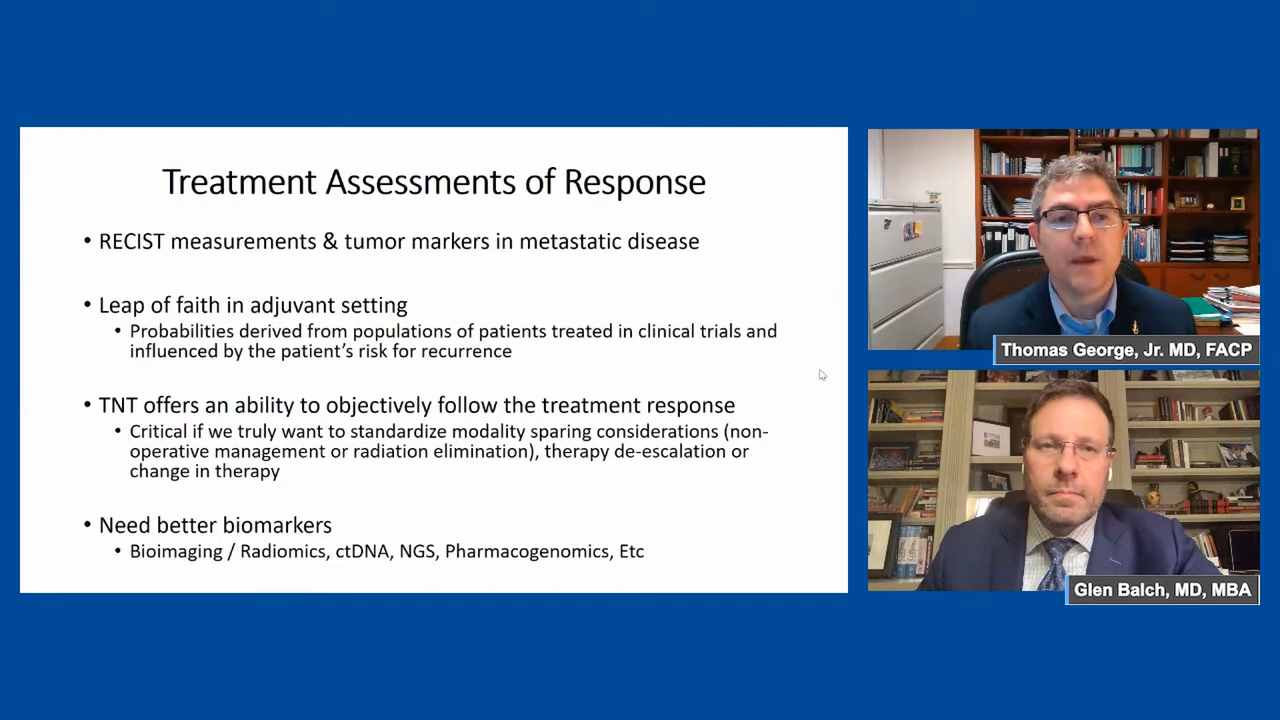 Treatment Assessments of Response
• RECIST measurements & tumor markers in metastatic disease
• Leap of faith in adjuvant setting
• Probabilities derived from populations of patients treated in clinical trials and
influenced by the patient's risk for recurrence
• TNT offers an ability to objectively follow the treatment response
• Critical if we truly want to standardize modality sparing considerations (non-
operative management or radiation elimination), therapy de-escalation or
change in therapy
• Need better biomarkers
• Bioimaging / Radiomics, ctDNA, NGS, Pharmacogenomics, Etc
Thomas George, Jr. MD, FACP
Glen Balch, MD, MBA